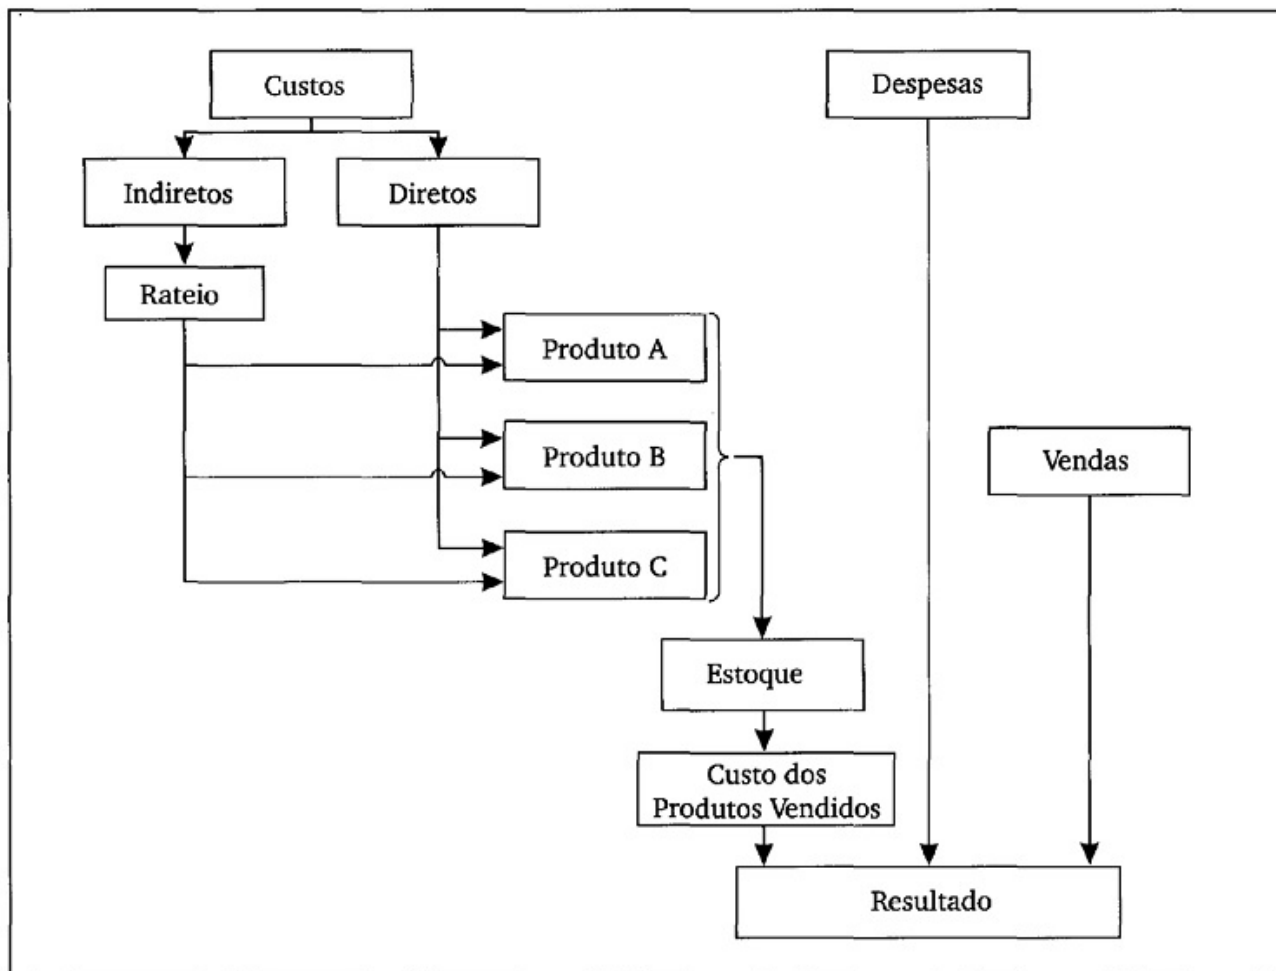 Custos
Despesas
Indiretos
Diretos
Rateio
Produto A
Produto B
Vendas
Produto C
Estoque
Custo dos
Produtos Vendidos
Resultado